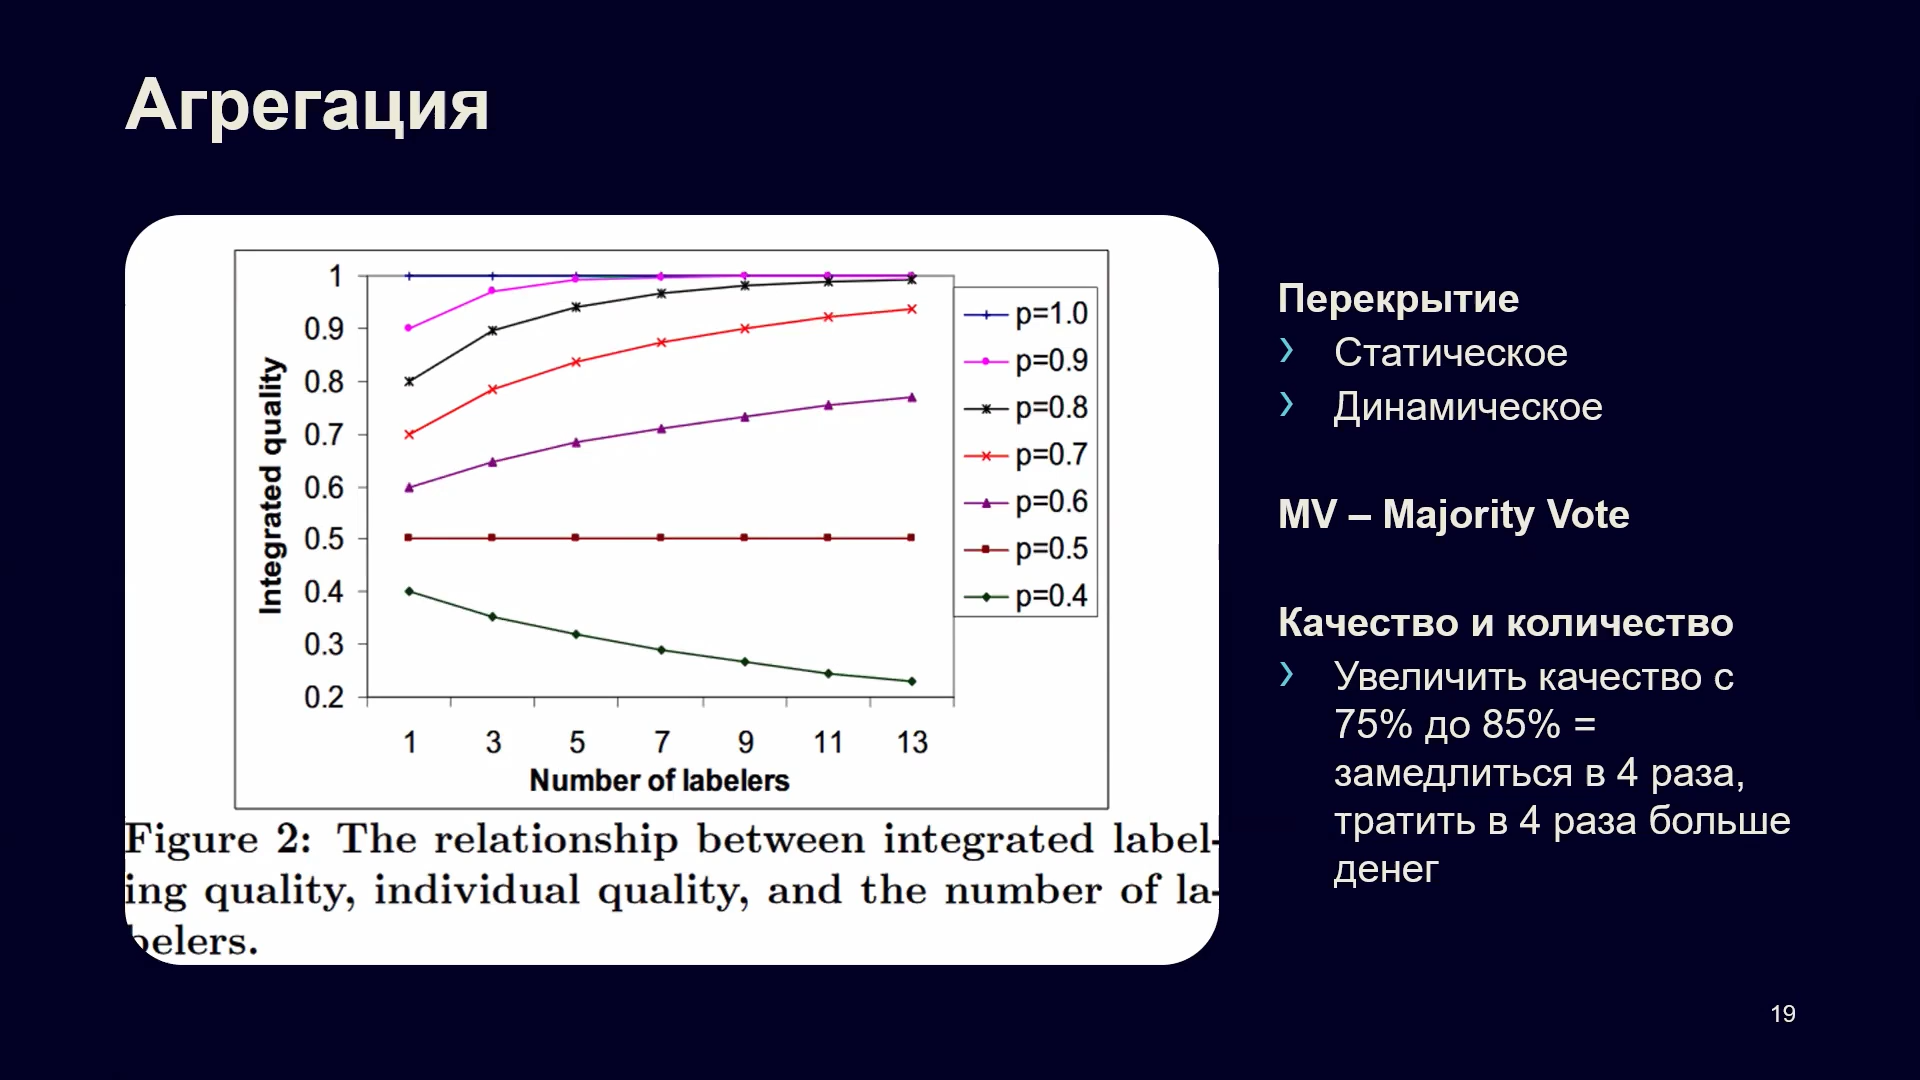 Агрегация
1
0.9
0.8
0.7
0.6
0.5
0.4
0.3
0.2
Integrated quality
1 3 5 7 9 11 13
Number of labelers
p=1.0
p=0.9
p=0.8
p=0.7
p=0.6
p=0.5
p=0.4
Figure 2: The relationship between integrated label-
ing quality, individual quality, and the number of la-
belers.
Перекрытие
› Статическое
› Динамическое
MV – Majority Vote
Качество и количество
› Увеличить качество с
75% до 85% =
замедлиться в 4 раза,
тратить в 4 раза больше
денег
19